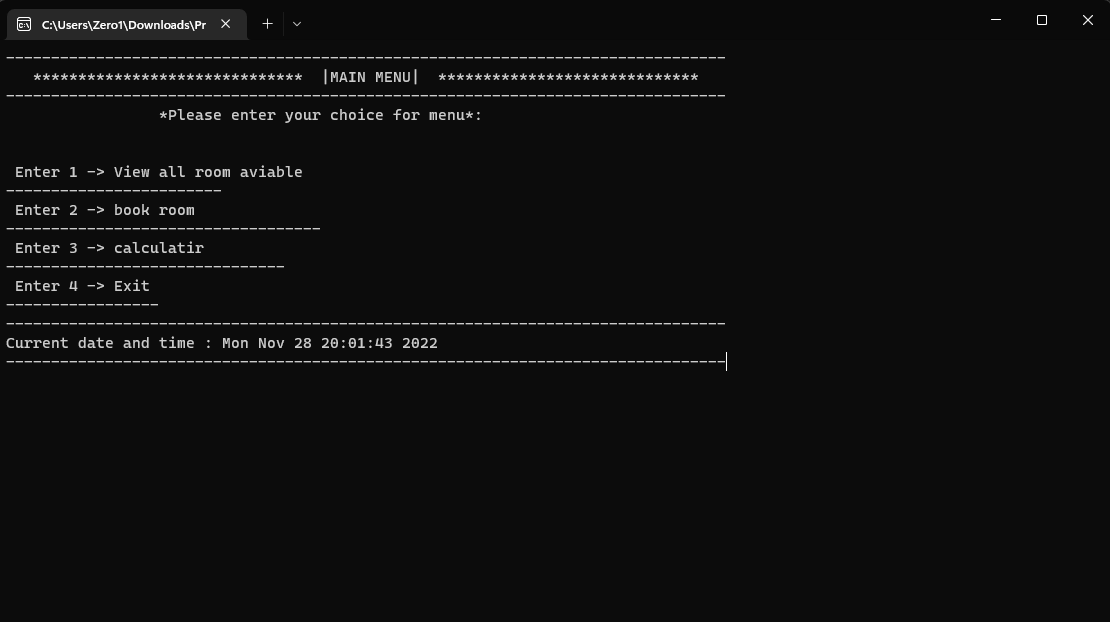 C:\Users\Zero1\Downloads\Pr
--------------------------------------------------------------------------------
****************************** |MAIN MENU| *****************************
--------------------------------------------------------------------------------
*Please enter your choice for menu*:
Enter 1 -> View all room aviable
------------------------
Enter 2 -> book room
-----------------------------------
Enter 3 -> calculatir
-------------------------------
Enter 4 -> Exit
-----------------
--------------------------------------------------------------------------------
Current date and time : Mon Nov 28 20:01:43 2022
--------------------------------------------------------------------------------